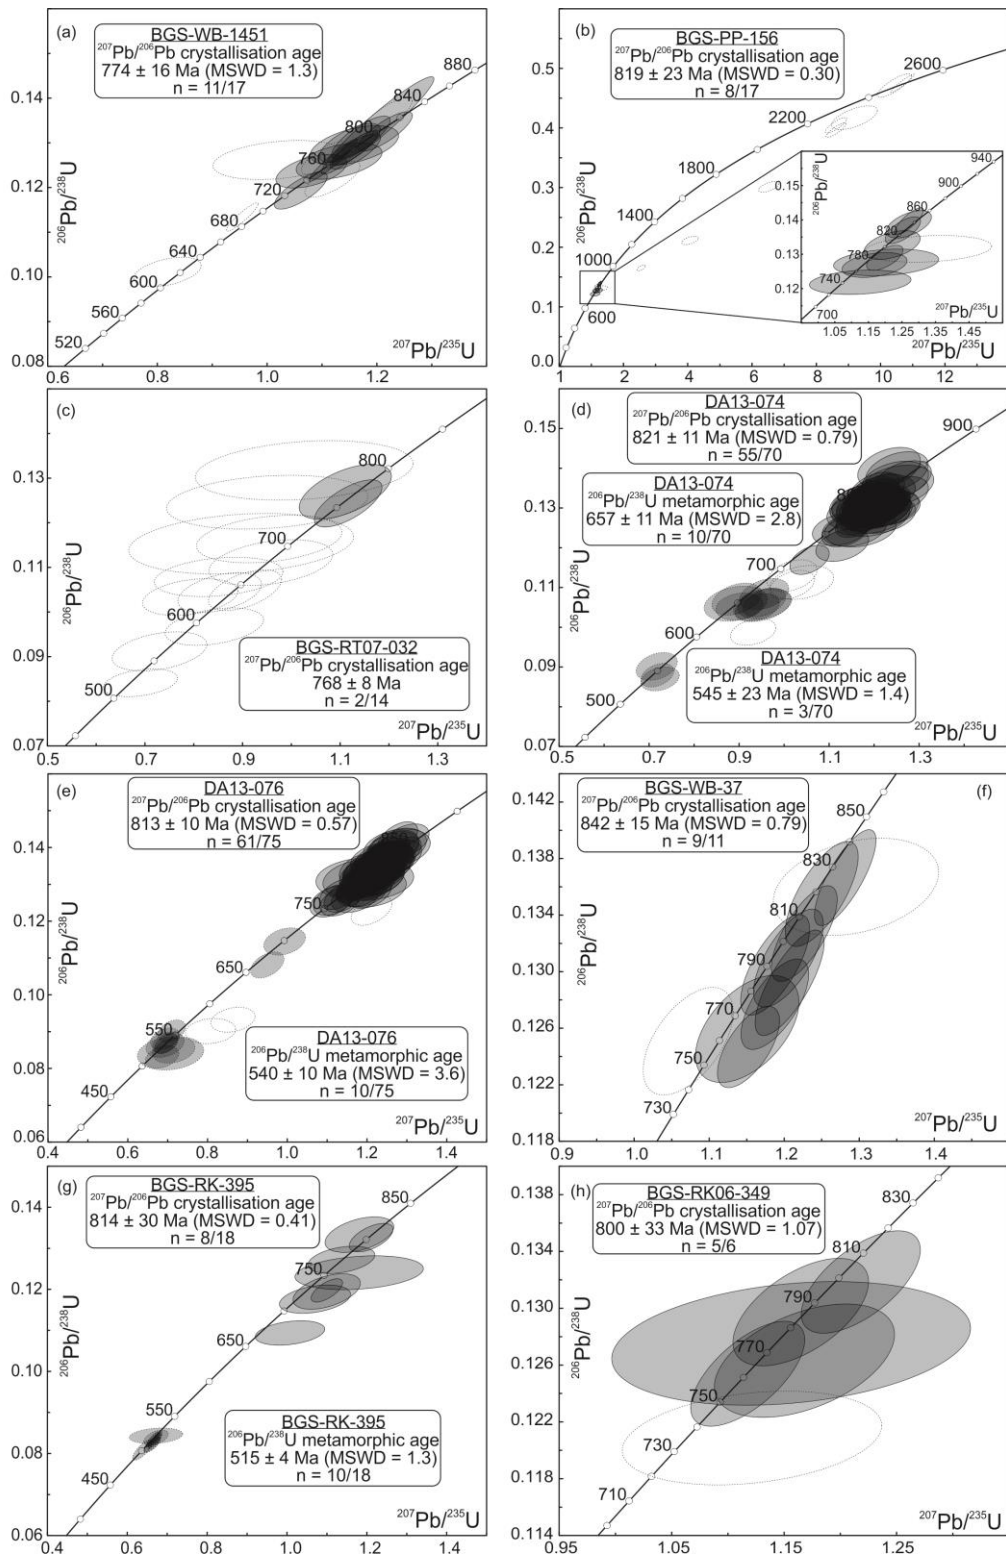 (a)
BGS-WB-1451
207Pb/206Pb crystallisation age
774 ± 16 Ma (MSWD = 1.3)
n = 11/17
880
840
800
760
720
680
640
600
560
520
0.14
0.12
0.10
0.08
206Pb/238U
207Pb/235U
0.6
0.8
1.0
1.2
(b)
BGS-PP-156
207Pb/206Pb crystallisation age
819 ± 23 Ma (MSWD = 0.30)
n = 8/17
2600
2200
1800
1400
1000
600
0.5
0.4
0.3
0.2
0.1
0.0
206Pb/238U
207Pb/235U
1
2
4
6
8
10
12
940
900
860
820
780
740
700
0.15
0.14
0.13
0.12
206Pb/238U
207Pb/235U
1.05
1.15
1.25
1.35
1.45
(c)
800
700
600
500
0.13
0.11
0.09
0.07
206Pb/238U
BGS-RT07-032
207Pb/206Pb crystallisation age
768 ± 8 Ma
n = 2/14
207Pb/235U
0.5
0.7
0.9
1.1
1.3
(d)
DA13-074
207Pb/206Pb crystallisation age
821 ± 11 Ma (MSWD = 0.79)
n = 55/70
DA13-074
206Pb/238U metamorphic age
657 ± 11 Ma (MSWD = 2.8)
n = 10/70
DA13-074
206Pb/238U metamorphic age
545 ± 23 Ma (MSWD = 1.4)
n = 3/70
900
700
600
500
0.15
0.13
0.11
0.09
0.07
206Pb/238U
207Pb/235U
0.5
0.7
0.9
1.1
1.3
(e)
DA13-076
207Pb/206Pb crystallisation age
813 ± 10 Ma (MSWD = 0.57)
n = 61/75
750
650
550
450
0.14
0.12
0.10
0.08
0.06
206Pb/238U
DA13-076
206Pb/238U metamorphic age
540 ± 10 Ma (MSWD = 3.6)
n = 10/75
207Pb/235U
0.4
0.6
0.8
1.0
1.2
1.4
(f)
BGS-WB-37
207Pb/206Pb crystallisation age
842 ± 15 Ma (MSWD = 0.79)
n = 9/11
850
830
810
790
770
750
730
0.142
0.138
0.134
0.130
0.126
0.122
0.118
206Pb/238U
207Pb/235U
0.9
1.0
1.1
1.2
1.3
1.4
(g)
BGS-RK-395
207Pb/206Pb crystallisation age
814 ± 30 Ma (MSWD = 0.41)
n = 8/18
850
750
650
550
450
0.14
0.12
0.10
0.08
0.06
206Pb/238U
BGS-RK-395
206Pb/238U metamorphic age
515 ± 4 Ma (MSWD = 1.3)
n = 10/18
207Pb/235U
0.4
0.6
0.8
1.0
1.2
1.4
(h)
BGS-RK06-349
207Pb/206Pb crystallisation age
800 ± 33 Ma (MSWD = 1.07)
n = 5/6
830
810
790
770
750
730
710
0.138
0.134
0.130
0.126
0.122
0.118
0.114
206Pb/238U
207Pb/235U
0.95
1.05
1.15
1.25